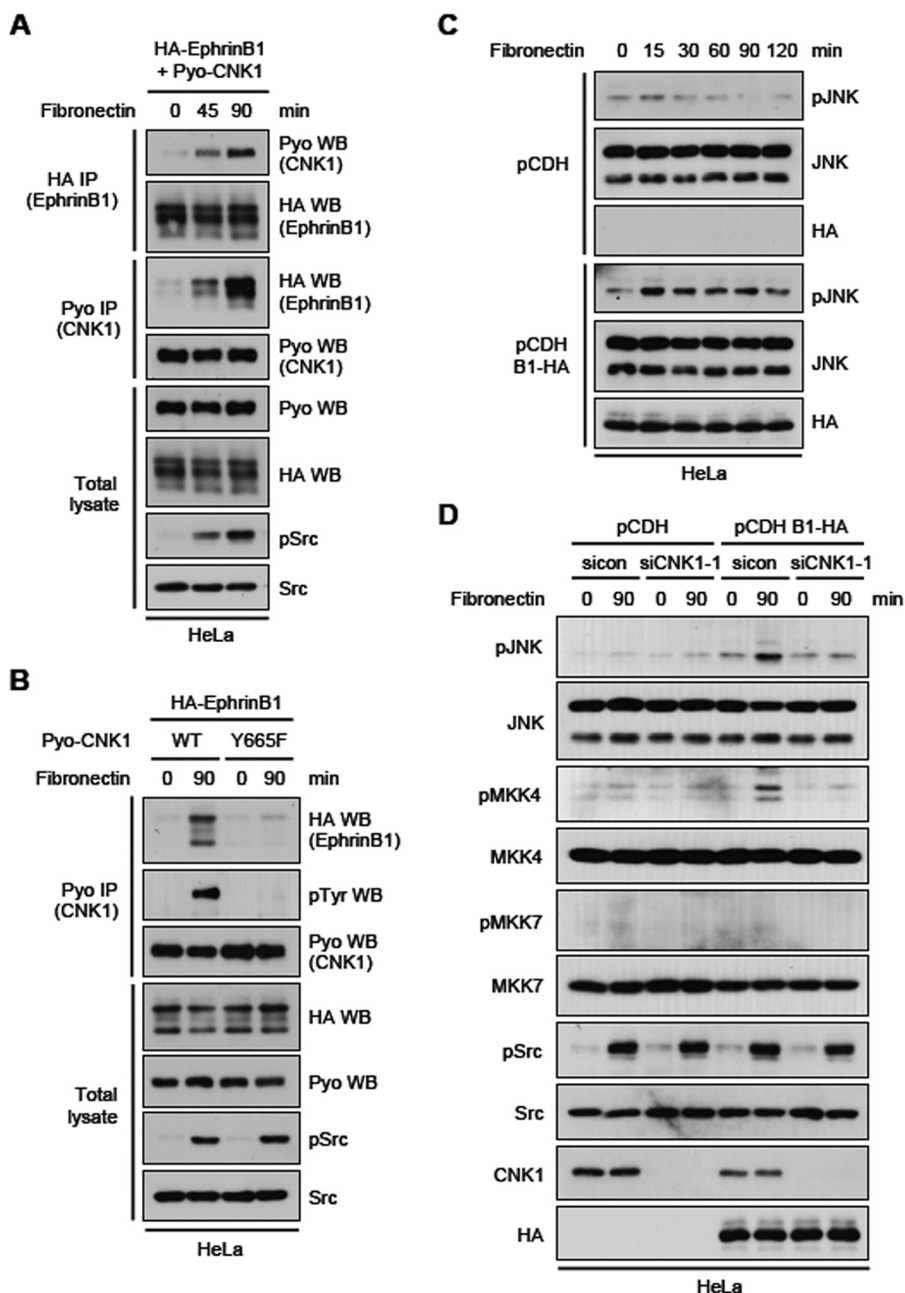 A
HA-EphrinB1
+ Pyo-CNK1
Fibronectin 0 45 90 min
HA IP
(EphrinB1)
Pyo WB
(CNK1)
HA WB
(EphrinB1)
Pyo IP
(CNK1)
HA WB
(EphrinB1)
Pyo WB
(CNK1)
Total
lysate
Pyo WB
HA WB
pSrc
Src
HeLa
B
HA-EphrinB1
Pyo-CNK1 WT Y665F
Fibronectin 0 90 0 90 min
Pyo IP
(CNK1)
HA WB
(EphrinB1)
pTyr WB
Pyo WB
(CNK1)
Total
lysate
HA WB
Pyo WB
pSrc
Src
HeLa
C
Fibronectin 0 15 30 60 90 120 min
pCDH
pJNK
JNK
HA
pCDH
B1-HA
pJNK
JNK
HA
HeLa
D
pCDH pCDH B1-HA
sicon siCNK1-1 sicon siCNK1-1
Fibronectin 0 90 0 90 0 90 0 90 min
pJNK
JNK
pMKK4
MKK4
pMKK7
MKK7
pSrc
Src
CNK1
HA
HeLa